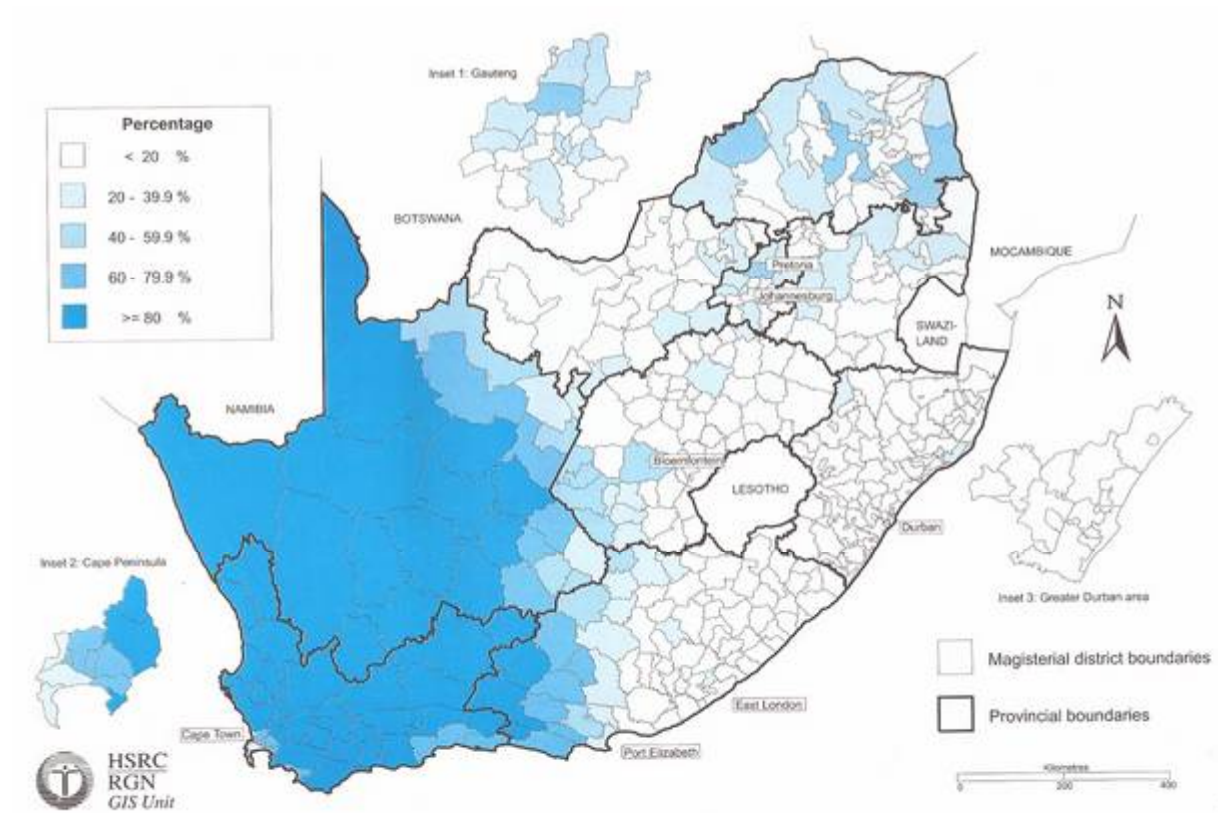 Inset 1: Gauteng
Percentage
< 20 %
20 - 39.9 %
40 - 59.9 %
60 - 79.9 %
>= 80 %
BOTSWANA
MOCAMBIQUE
Pretoria
Johannesburg
N
SWAZI-
LAND
NAMIBIA
Bloemfontein
LESOTHO
Durban
Inset 2: Cape Peninsula
Inset 3: Greater Durban area
Magisterial district boundaries
East London
Provincial boundaries
Cape Town
Port Elizabeth
HSRC
RGN
GIS Unit
Kilometres
0 200 400